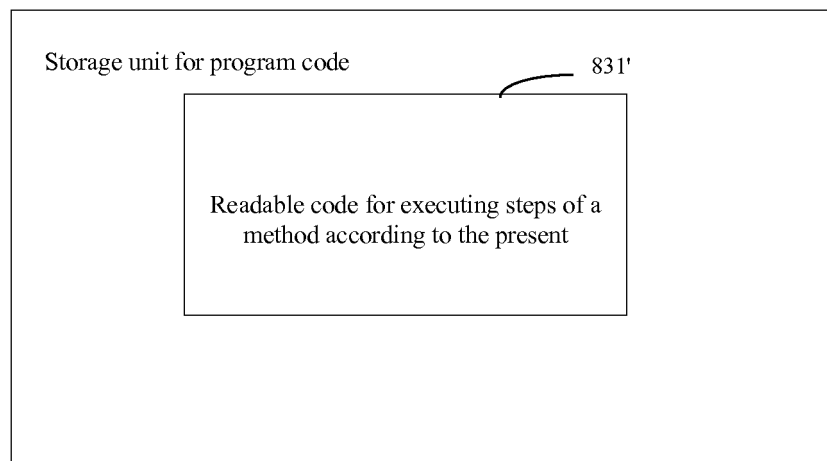 Storage unit for program code
831'
Readable code for executing steps of a
method according to the present